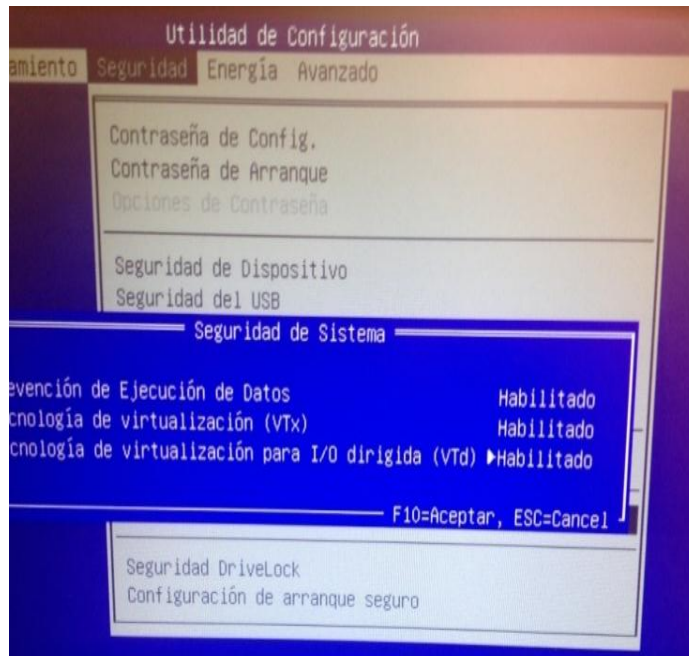 Utilidad de Configuración
amiento Seguridad Energía Avanzado
Contraseña de Config.
Contraseña de Arranque
Opciones de Contraseña
Seguridad de Dispositivo
Seguridad del USB
Seguridad de Sistema
evención de Ejecución de Datos Habilitado
cnología de virtualización (VTx) Habilitado
cnología de virtualización para I/O dirigida (VTd) ▶Habilitado
F10=Aceptar, ESC=Cancel
Seguridad DriveLock
Configuración de arranque seguro